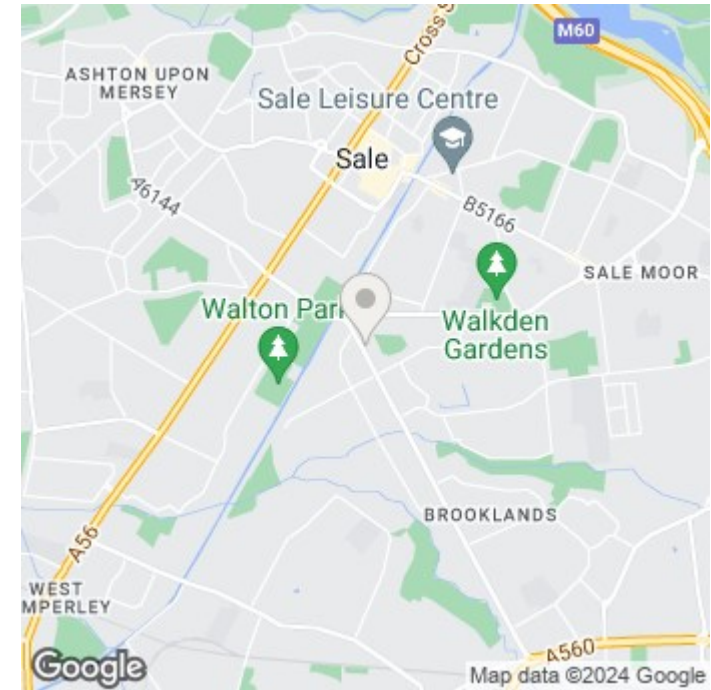 M60
Cross S
ASHTON UPON
MERSEY
Sale Leisure Centre
Sale
A6144
B5166
SALE MOOR
Walton Par
Walkden
Gardens
BROOKLANDS
A56
WEST
MPERLEY
A560
Google
Map data ©2024 Google